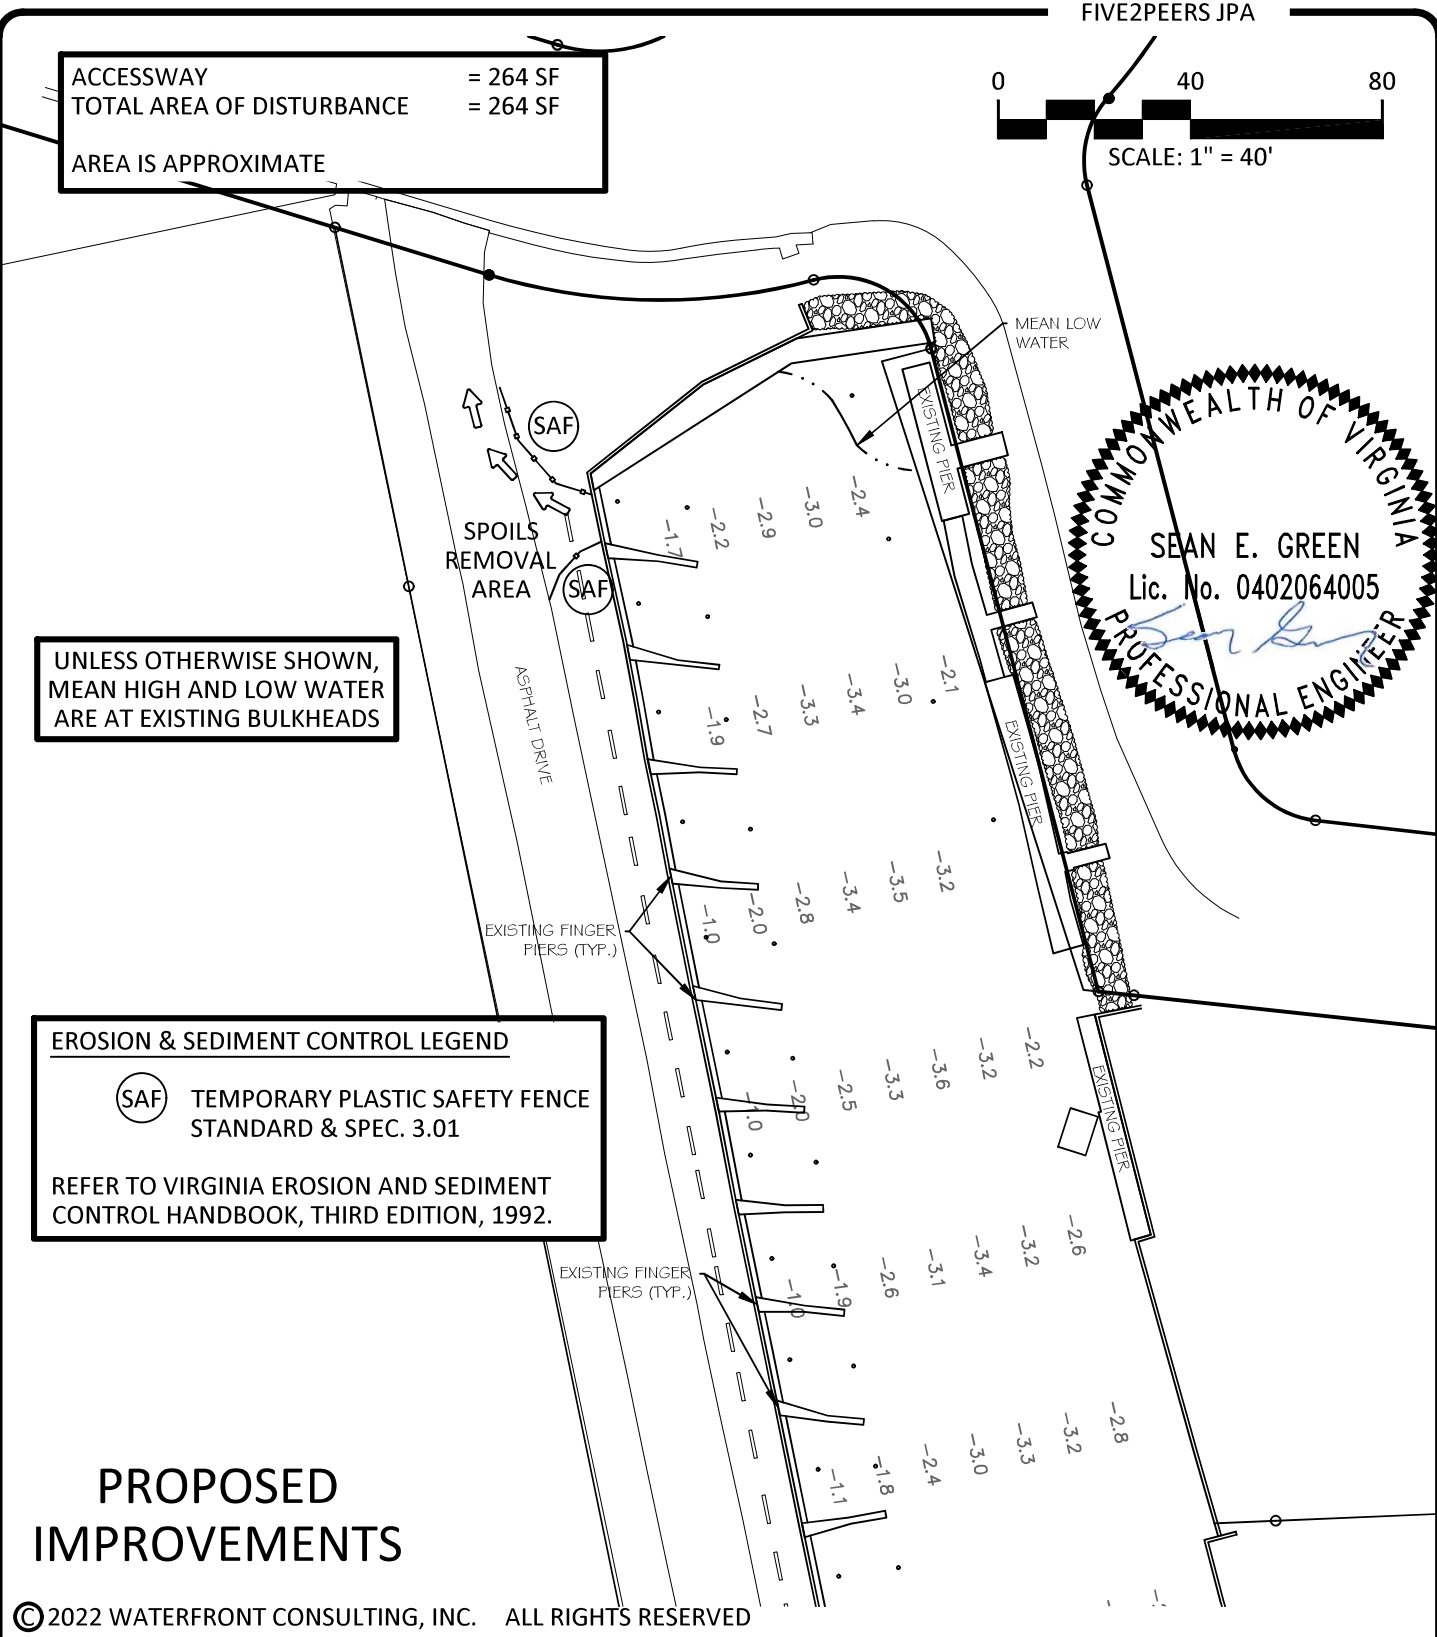 FIVE2PEERS JPA
ACCESSWAY = 264 SF
TOTAL AREA OF DISTURBANCE = 264 SF
AREA IS APPROXIMATE
0 40 80
SCALE: 1" = 40'
MEAN LOW
WATER
EXISTING PIER
COMMONWEALTH OF VIRGINIA
SEAN E. GREEN
Lic. No. 0402064005
PROFESSIONAL ENGINEER
SAF
SPOILS
REMOVAL
AREA
SAF
-1.7 -2.2 -2.9 -3.0 -2.4
UNLESS OTHERWISE SHOWN,
MEAN HIGH AND LOW WATER
ARE AT EXISTING BULKHEADS
ASPHALT DRIVE
-1.9 -2.7 -3.3 -3.4 -3.0 -2.1
EXISTING PIER
EXISTING FINGER
PIERS (TYP.)
-1.0 -2.0 -2.8 -3.4 -3.5 -3.2
EROSION & SEDIMENT CONTROL LEGEND
SAF TEMPORARY PLASTIC SAFETY FENCE
STANDARD & SPEC. 3.01
REFER TO VIRGINIA EROSION AND SEDIMENT
CONTROL HANDBOOK, THIRD EDITION, 1992.
-1.0 -2.0 -2.5 -3.3 -3.6 -3.2 -2.2
EXISTING PIER
EXISTING FINGER
PIERS (TYP.)
-1.0 -1.9 -2.6 -3.1 -3.4 -3.2 -2.6
-1.1 -1.8 -2.4 -3.0 -3.3 -3.2 -2.8
PROPOSED
IMPROVEMENTS
© 2022 WATERFRONT CONSULTING, INC. ALL RIGHTS RESERVED